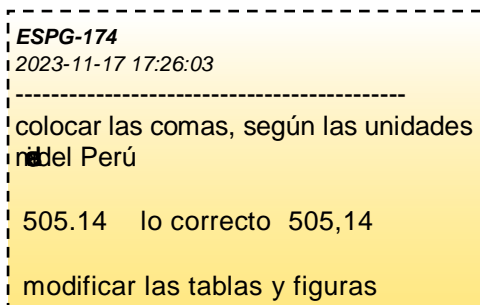 ESPG-174
2023-11-17 17:26:03
--------------------------------------------
colocar las comas, según las unidades
del Perú
505.14 lo correcto 505,14
modificar las tablas y figuras